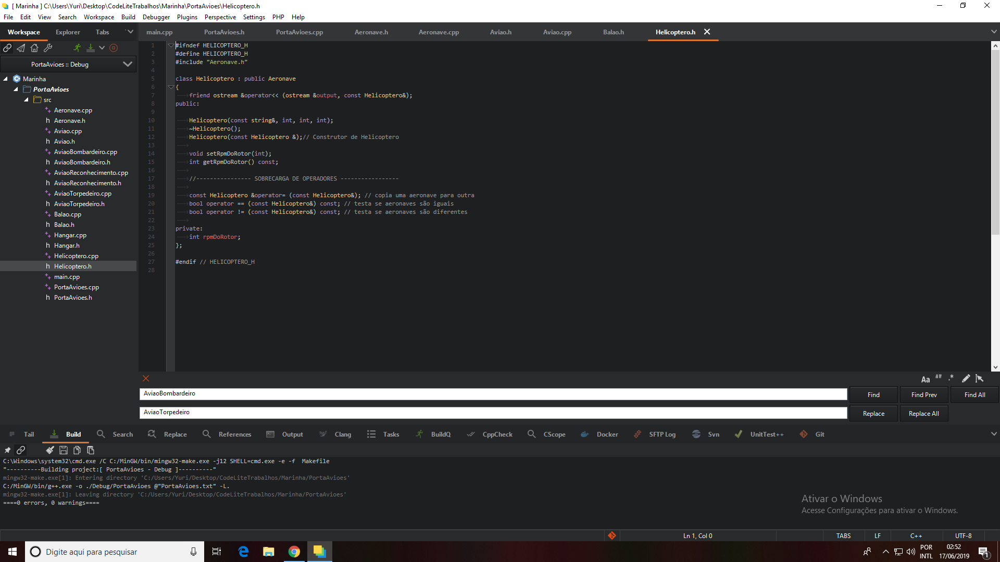 [ Marinha ] C:\Users\Yuri\Desktop\CodeLiteTrabalhos\Marinha\PortaAvioes\Helicoptero.h
File Edit View Search Workspace Build Debugger Plugins Perspective Settings PHP Help
Workspace Explorer Tabs
main.cpp PortaAvioes.h PortaAvioes.cpp Aeronave.h Aeronave.cpp Aviao.h Aviao.cpp Balao.h Helicoptero.h
PortaAvioes :: Debug
Marinha
PortaAvioes
src
Aeronave.cpp
h Aeronave.h
Aviao.cpp
h Aviao.h
AviaoBombardeiro.cpp
h AviaoBombardeiro.h
AviaoReconhecimento.cpp
h AviaoReconhecimento.h
AviaoTorpedeiro.cpp
h AviaoTorpedeiro.h
Balao.cpp
h Balao.h
Hangar.cpp
h Hangar.h
Helicoptero.cpp
h Helicoptero.h
main.cpp
PortaAvioes.cpp
h PortaAvioes.h
1 #ifndef HELICOPTERO_H
2 #define HELICOPTERO_H
3 #include "Aeronave.h"
4
5 class Helicoptero : public Aeronave
6 {
7 friend ostream &operator<< (ostream &output, const Helicoptero&);
8 public:
9
10 Helicoptero(const string&, int, int, int);
11 ~Helicoptero();
12 Helicoptero(const Helicoptero &);// Construtor de Helicoptero
13
14 void setRpmDoRotor(int);
15 int getRpmDoRotor() const;
16
17 //---------------- SOBRECARGA DE OPERADORES -----------------
18
19 const Helicoptero &operator= (const Helicoptero&); // copia uma aeronave para outra
20 bool operator == (const Helicoptero&) const; // testa se aeronaves são iguais
21 bool operator != (const Helicoptero&) const; // testa se aeronaves são diferentes
22
23 private:
24 int rpmDoRotor;
25 };
26
27 #endif // HELICOPTERO_H
28
Aa “” .*
AviaoBombardeiro Find Find Prev Find All
AviaoTorpedeiro Replace Replace All
Tail Build Search Replace References Output Clang Tasks BuildQ CppCheck CScope Docker SFTP Log Svn UnitTest++ Git
C:\Windows\system32\cmd.exe /C C:/MinGW/bin/mingw32-make.exe -j12 SHELL=cmd.exe -e -f  Makefile
"----------Building project:[ PortaAvioes - Debug ]----------"
mingw32-make.exe[1]: Entering directory 'C:/Users/Yuri/Desktop/CodeLiteTrabalhos/Marinha/PortaAvioes'
C:/MinGW/bin/g++.exe -o ./Debug/PortaAvioes @"PortaAvioes.txt" -L.
mingw32-make.exe[1]: Leaving directory 'C:/Users/Yuri/Desktop/CodeLiteTrabalhos/Marinha/PortaAvioes'
====0 errors, 0 warnings====
Ativar o Windows
Acesse Configurações para ativar o Windows.
Ln 1, Col 0 TABS LF C++ UTF-8
Digite aqui para pesquisar
POR
INTL
02:52
17/06/2019
1